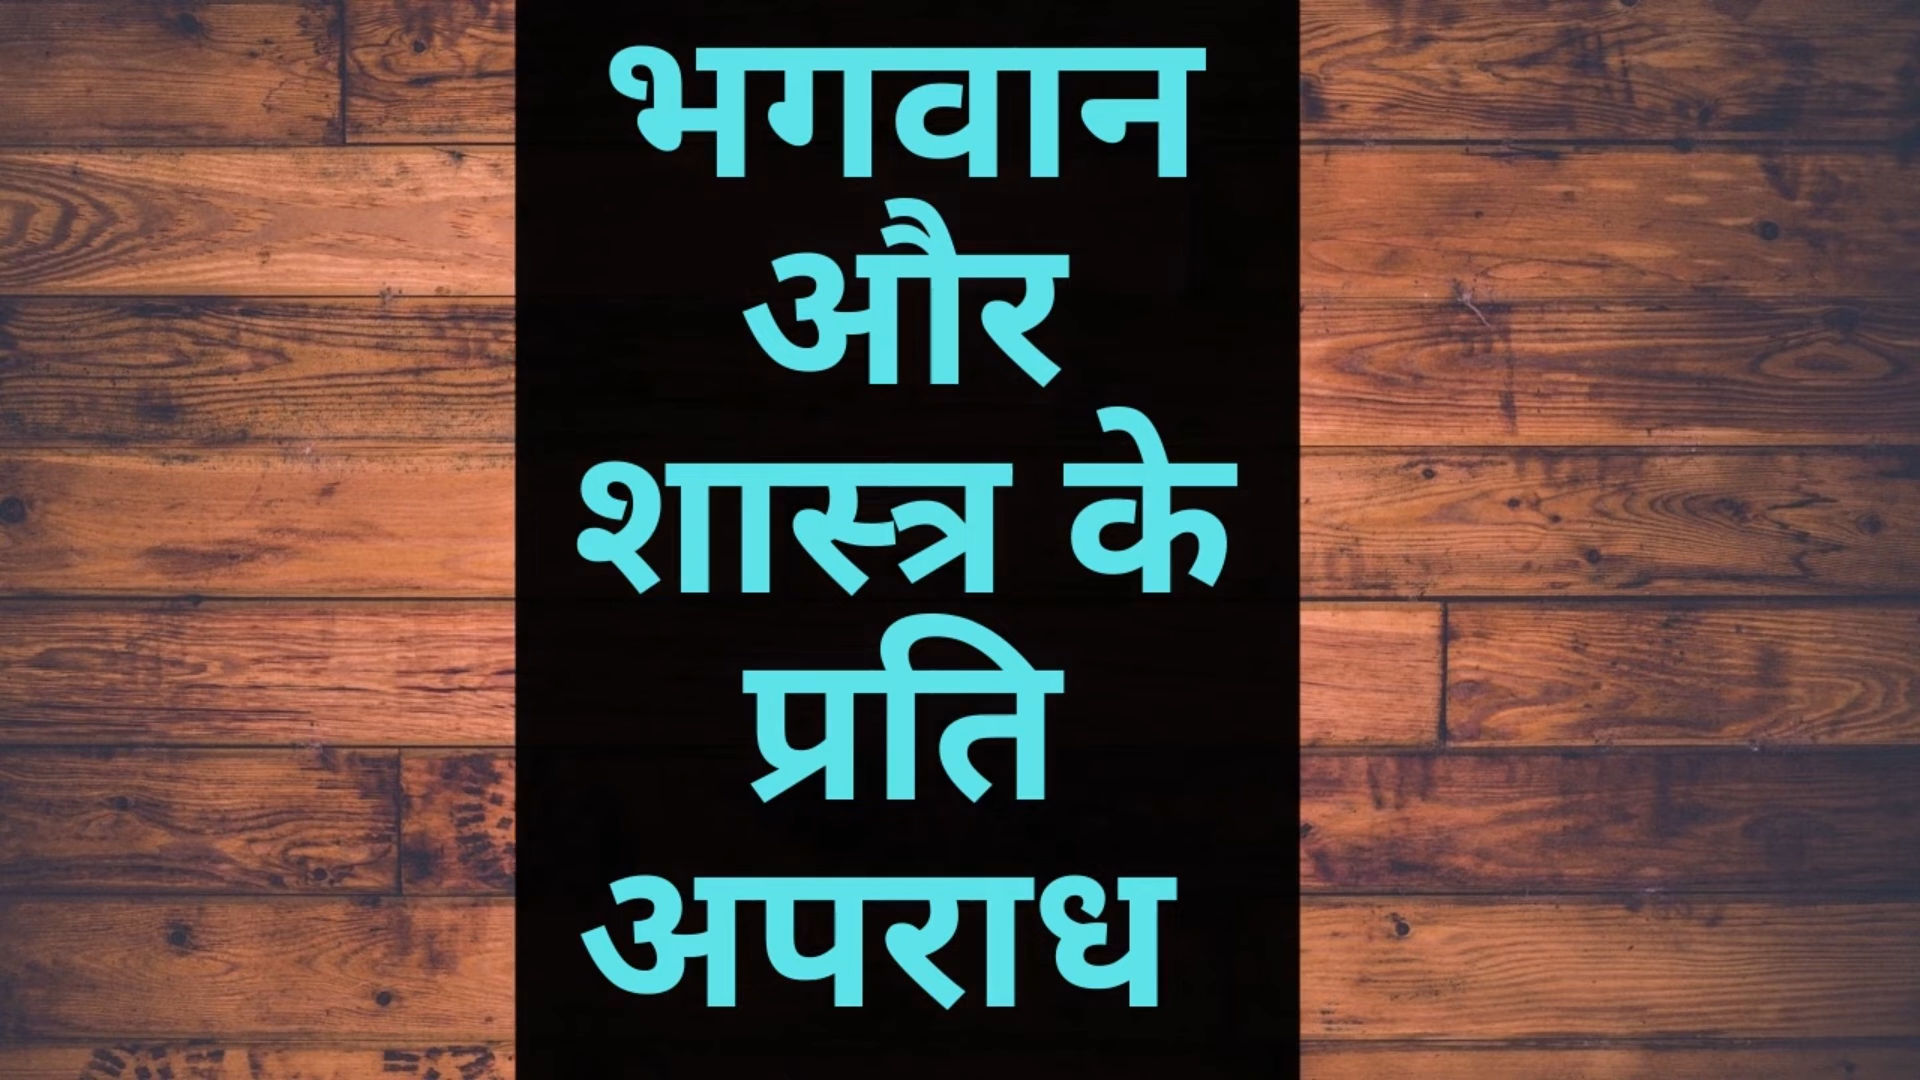 भगवान
और
शास्त्र के
प्रति
अपराध